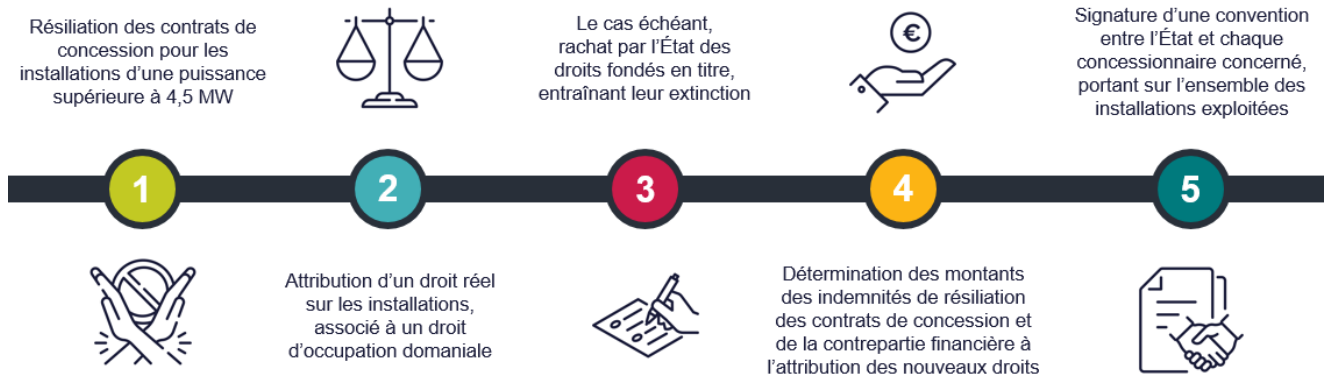 Résiliation des contrats de
concession pour les
installations d’une puissance
supérieure à 4,5 MW
1
2
Attribution d’un droit réel
sur les installations,
associé à un droit
d’occupation domaniale
Le cas échéant,
rachat par l’État des
droits fondés en titre,
entraînant leur extinction
3
€
4
Détermination des montants
des indemnités de résiliation
des contrats de concession et
de la contrepartie financière à
l’attribution des nouveaux droits
Signature d’une convention
entre l’État et chaque
concessionnaire concerné,
portant sur l’ensemble des
installations exploitées
5